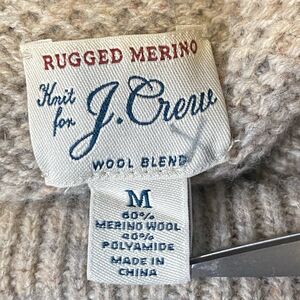 RUGGED MERINO
Knit
for
J.Crew
WOOL BLEND
M
60%
MERINO WOOL
40%
POLYAMIDE
MADE IN
CHINA